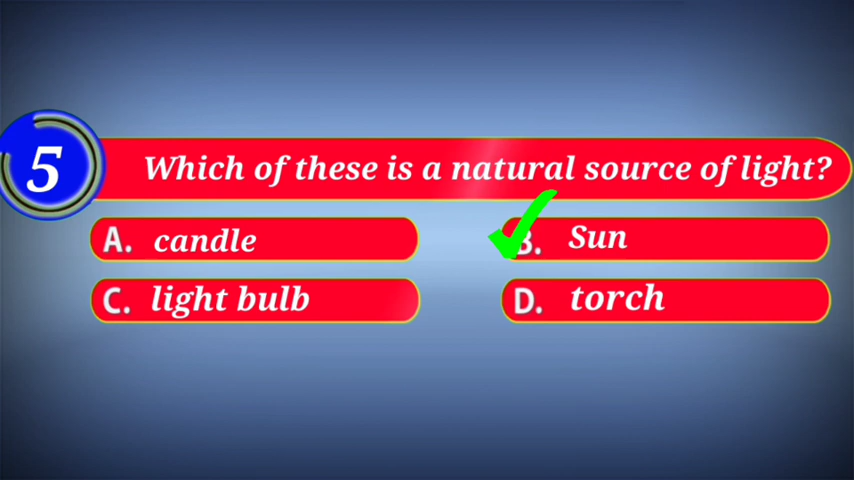 5
Which of these is a natural source of light?
A. candle
B. Sun
C. light bulb
D. torch